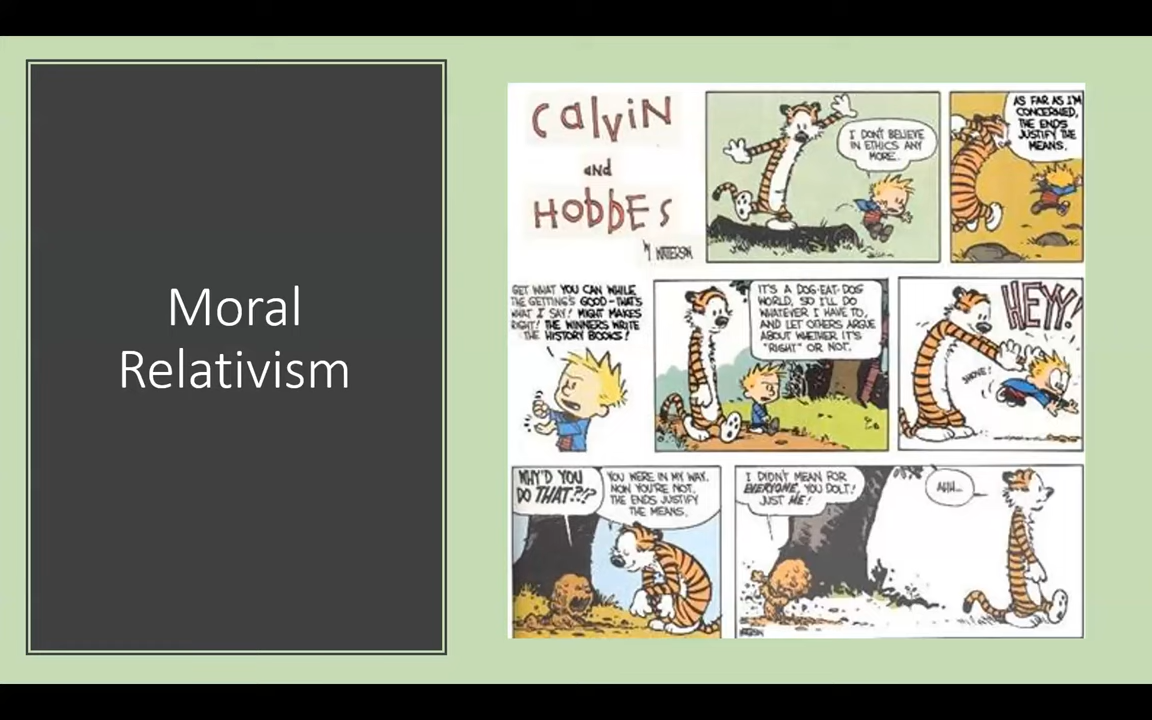 Moral
Relativism
CalviN
and
HobbEs
by WATTERSON
I DON'T BELIEVE
IN ETHICS ANY
MORE.
AS FAR AS I'M
CONCERNED,
THE ENDS
JUSTIFY THE
MEANS.
GET WHAT YOU CAN WHILE
THE GETTING'S GOOD-THAT'S
WHAT I SAY! MIGHT MAKES
RIGHT! THE WINNERS WRITE
THE HISTORY BOOKS!
IT'S A DOG-EAT-DOG
WORLD, SO I'LL DO
WHATEVER I HAVE TO,
AND LET OTHERS ARGUE
ABOUT WHETHER IT'S
"RIGHT" OR NOT.
HEYY!
SHOVE!
WHY'D YOU
DO THAT?!?
YOU WERE IN MY WAY.
NOW YOU'RE NOT.
THE ENDS JUSTIFY
THE MEANS.
I DIDN'T MEAN FOR
EVERYONE, YOU DOLT!
JUST ME!
AHH...